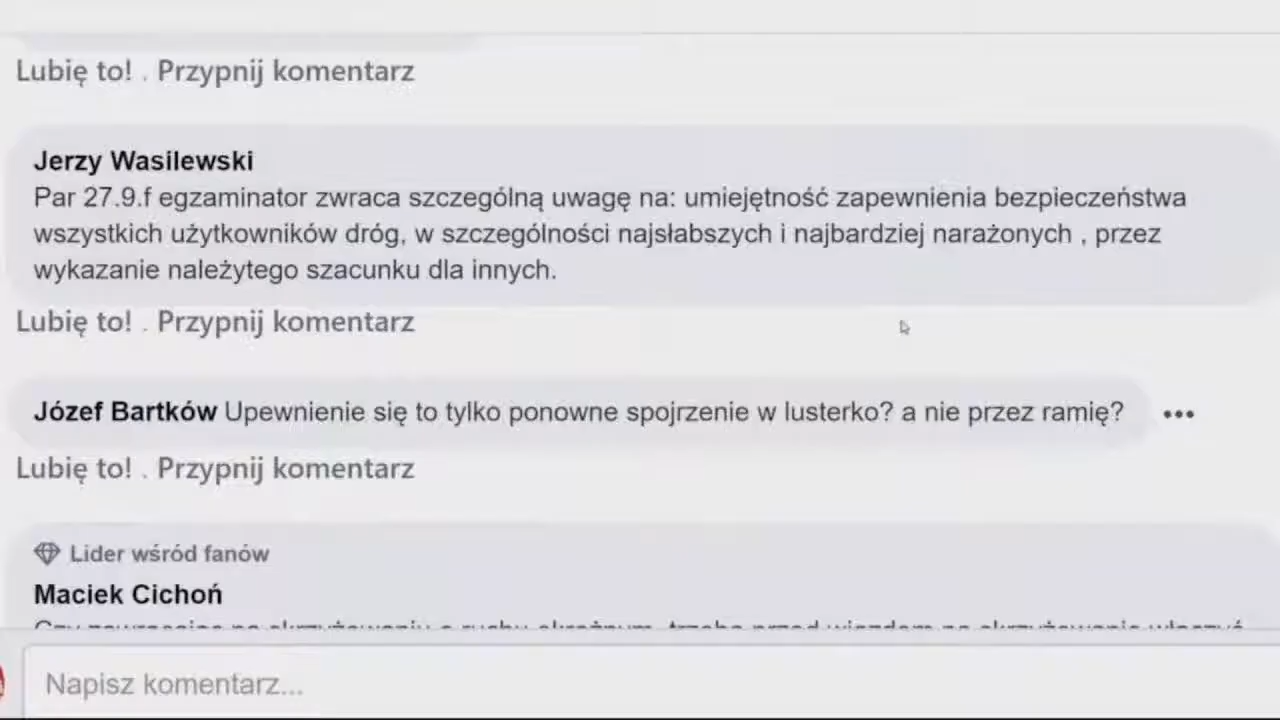 Lubię to! . Przypnij komentarz
Jerzy Wasilewski
Par 27.9.f egzaminator zwraca szczególną uwagę na: umiejętność zapewnienia bezpieczeństwa
wszystkich użytkowników dróg, w szczególności najsłabszych i najbardziej narażonych , przez
wykazanie należytego szacunku dla innych.
Lubię to! . Przypnij komentarz
Józef Bartków Upewnienie się to tylko ponowne spojrzenie w lusterko? a nie przez ramię?
Lubię to! . Przypnij komentarz
Lider wśród fanów
Maciek Cichoń
Napisz komentarz...